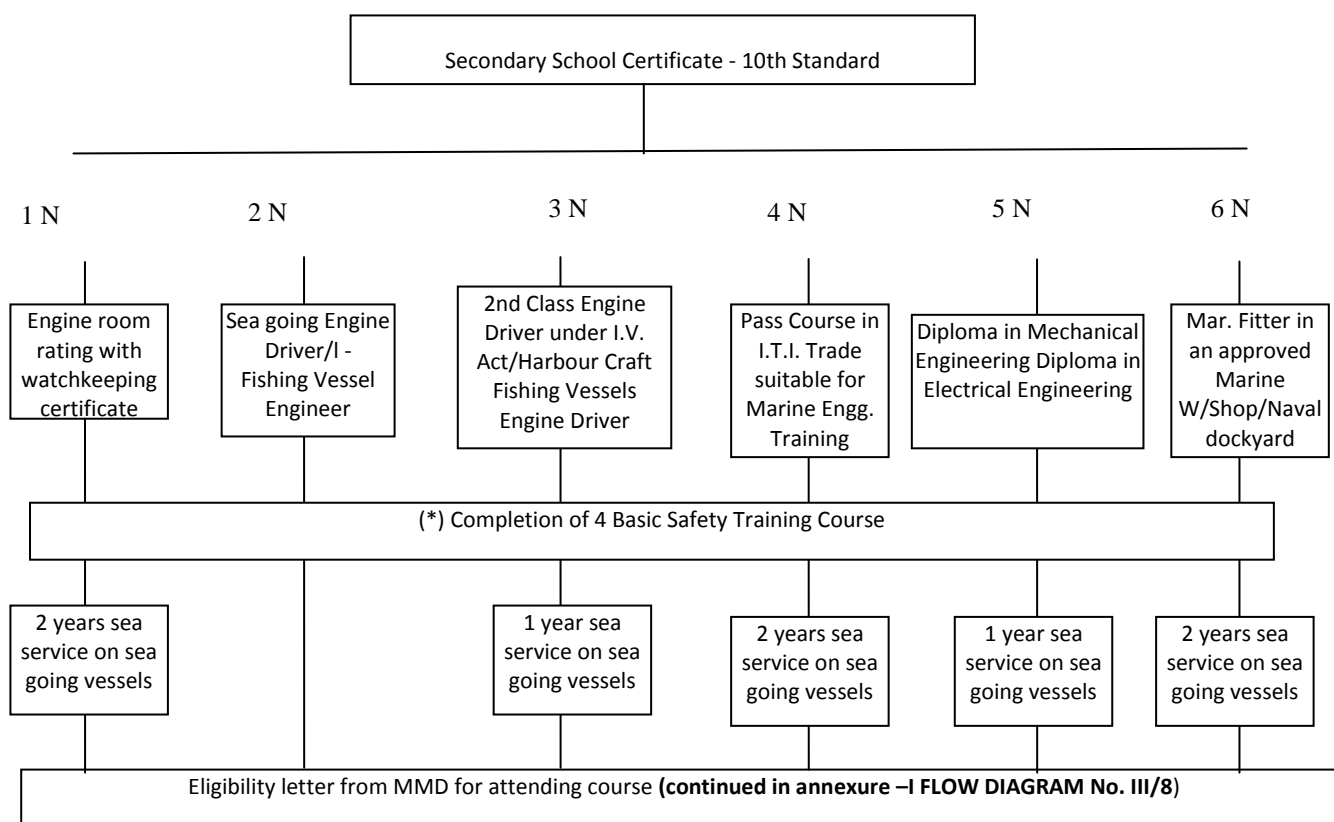 Secondary School Certificate - 10th Standard
1 N
2 N
3 N
4 N
5 N
6 N
Engine room
rating with
watchkeeping
certificate
Sea going Engine
Driver/l -
Fishing Vessel
Engineer
2nd Class Engine
Driver under I.V.
Act/Harbour Craft
Fishing Vessels
Engine Driver
Pass Course in
I.T.I. Trade
suitable for
Marine Engg.
Training
Diploma in Mechanical
Engineering Diploma in
Electrical Engineering
Mar. Fitter in
an approved
Marine
W/Shop/Naval
dockyard
(*) Completion of 4 Basic Safety Training Course
2 years sea
service on sea
going vessels
1 year sea
service on sea
going vessels
2 years sea
service on sea
going vessels
1 year sea
service on sea
going vessels
2 years sea
service on sea
going vessels
Eligibility letter from MMD for attending course (continued in annexure –I FLOW DIAGRAM No. III/8)